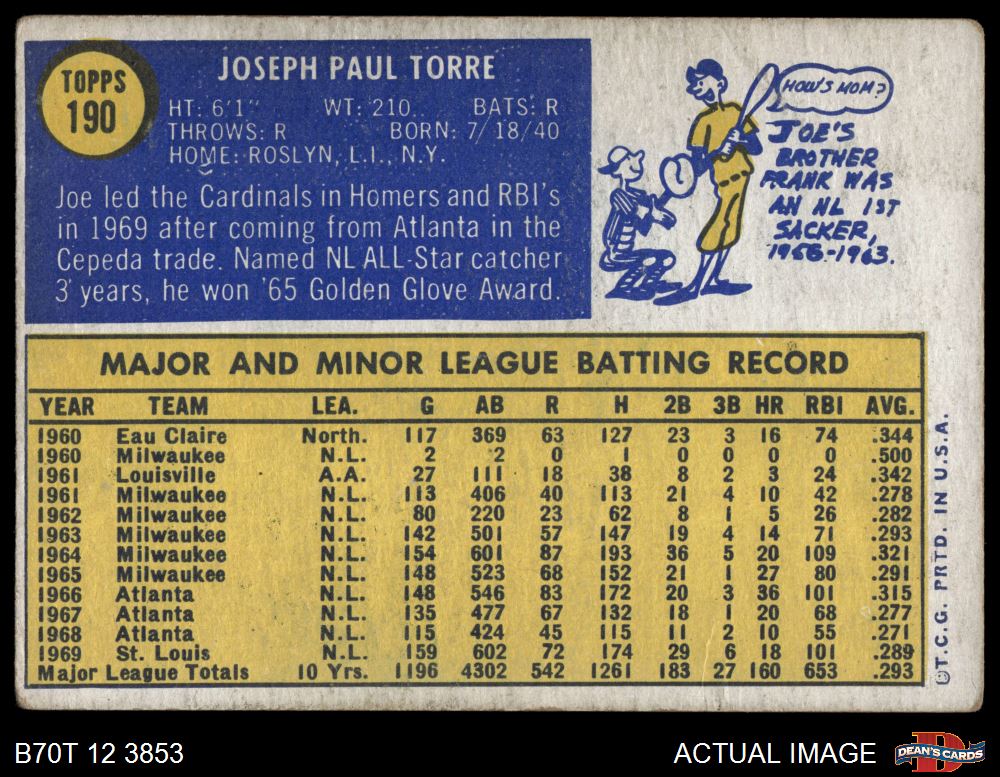 TOPPS
190
JOSEPH PAUL TORRE
HT: 6'1" WT: 210. BATS: R
THROWS: R BORN: 7/18/40
HOME: ROSLYN, L.I., N.Y.
Joe led the Cardinals in Homers and RBI's
in 1969 after coming from Atlanta in the
Cepeda trade. Named NL ALL-Star catcher
3 years, he won '65 Golden Glove Award.
HOW'S MOM?
JOE'S
BROTHER
FRANK WAS
AN NL 1ST
SACKER,
1956-1963.
MAJOR AND MINOR LEAGUE BATTING RECORD
YEAR TEAM LEA. G AB R H 2B 3B HR RBI AVG.
1960 Eau Claire North. 117 369 63 127 23 3 16 74 .344
1960 Milwaukee N.L. 2 2 0 1 0 0 0 0 .500
1961 Louisville A.A. 27 111 18 38 8 2 3 24 .342
1961 Milwaukee N.L. 113 406 40 113 21 4 10 42 .278
1962 Milwaukee N.L. 80 220 23 62 8 1 5 26 .282
1963 Milwaukee N.L. 142 501 57 147 19 4 14 71 .293
1964 Milwaukee N.L. 154 601 87 193 36 5 20 109 .321
1965 Milwaukee N.L. 148 523 68 152 21 1 27 80 .291
1966 Atlanta N.L. 148 546 83 172 20 3 36 101 .315
1967 Atlanta N.L. 135 477 67 132 18 1 20 68 .277
1968 Atlanta N.L. 115 424 45 115 11 2 10 55 .271
1969 St. Louis N.L. 159 602 72 174 29 6 18 101 .289
Major League Totals 10 Yrs. 1196 4302 542 1261 183 27 160 653 .293
©T.C.G. PRTD. IN U.S.A.
B70T 12 3853
ACTUAL IMAGE
DEAN'S CARDS